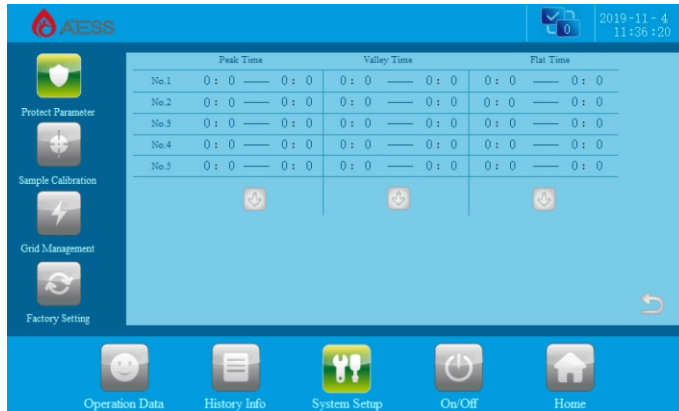 ATESS
0
2019-11- 4
11:36:20
Peak Time Valley Time Flat Time
No.1 0: 0 —— 0: 0 0: 0 —— 0: 0 0: 0 —— 0: 0
No.2 0: 0 —— 0: 0 0: 0 —— 0: 0 0: 0 —— 0: 0
No.3 0: 0 —— 0: 0 0: 0 —— 0: 0 0: 0 —— 0: 0
No.4 0: 0 —— 0: 0 0: 0 —— 0: 0 0: 0 —— 0: 0
No.5 0: 0 —— 0: 0 0: 0 —— 0: 0 0: 0 —— 0: 0
Protect Parameter
Sample Calibration
Grid Management
Factory Setting
Operation Data History Info System Setup On/Off Home